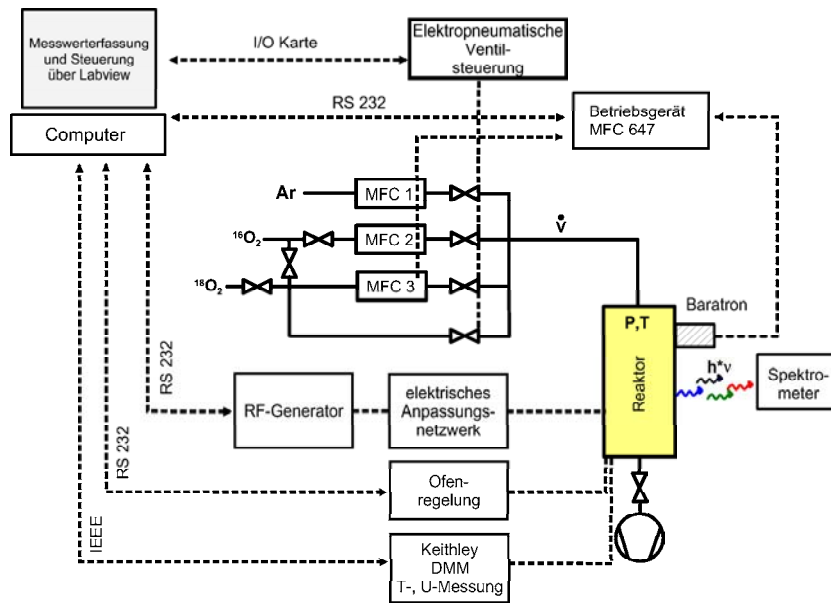 Messwerterfassung
und Steuerung
über Labview
Computer
I/O Karte
Elektropneumatische
Ventil-
steuerung
RS 232
Betriebsgerät
MFC 647
Ar
MFC 1
¹⁶O₂
MFC 2
V̇
¹⁸O₂
MFC 3
Baratron
P,T
Reaktor
h*ν
Spektro-
meter
RS 232
RF-Generator
elektrisches
Anpassungs-
netzwerk
RS 232
Ofen-
regelung
IEEE
Keithley
DMM
T-, U-Messung